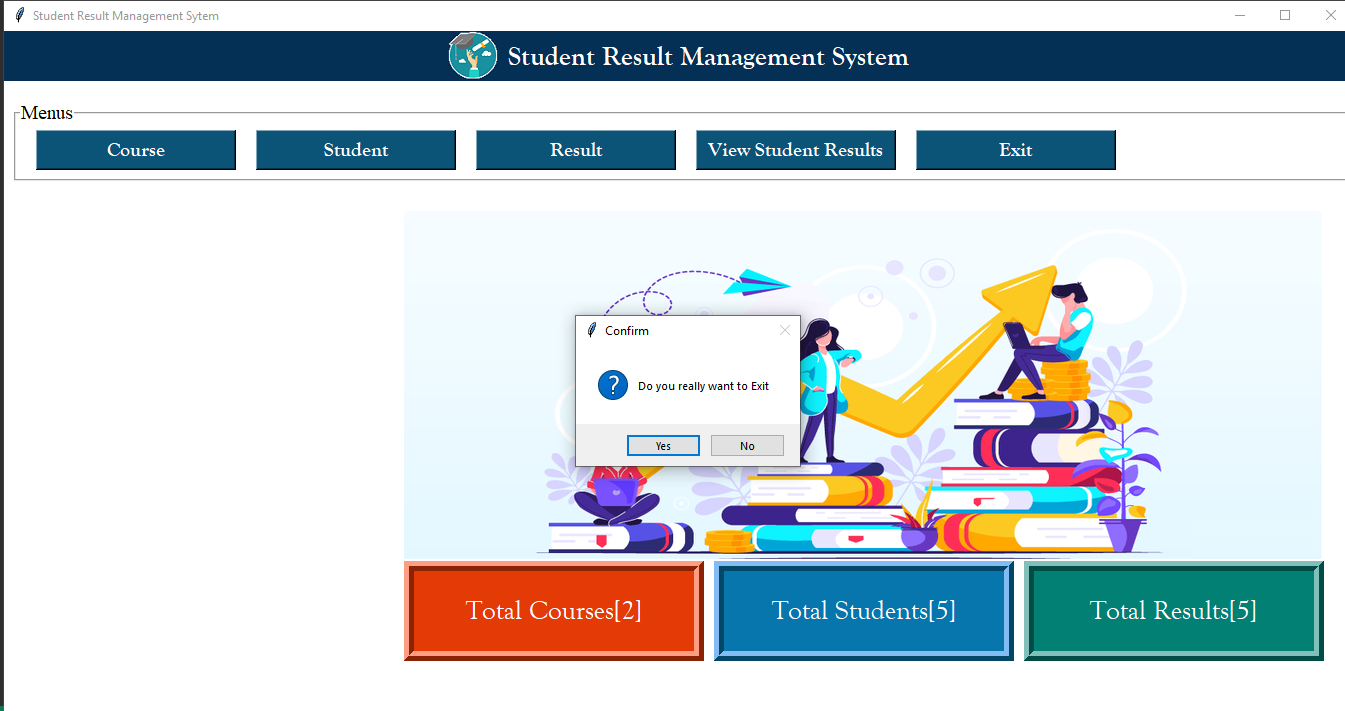 Student Result Management Sytem
Student Result Management System
Menus
Course Student Result View Student Results Exit
Confirm
? Do you really want to Exit
Yes No
Total Courses[2] Total Students[5] Total Results[5]